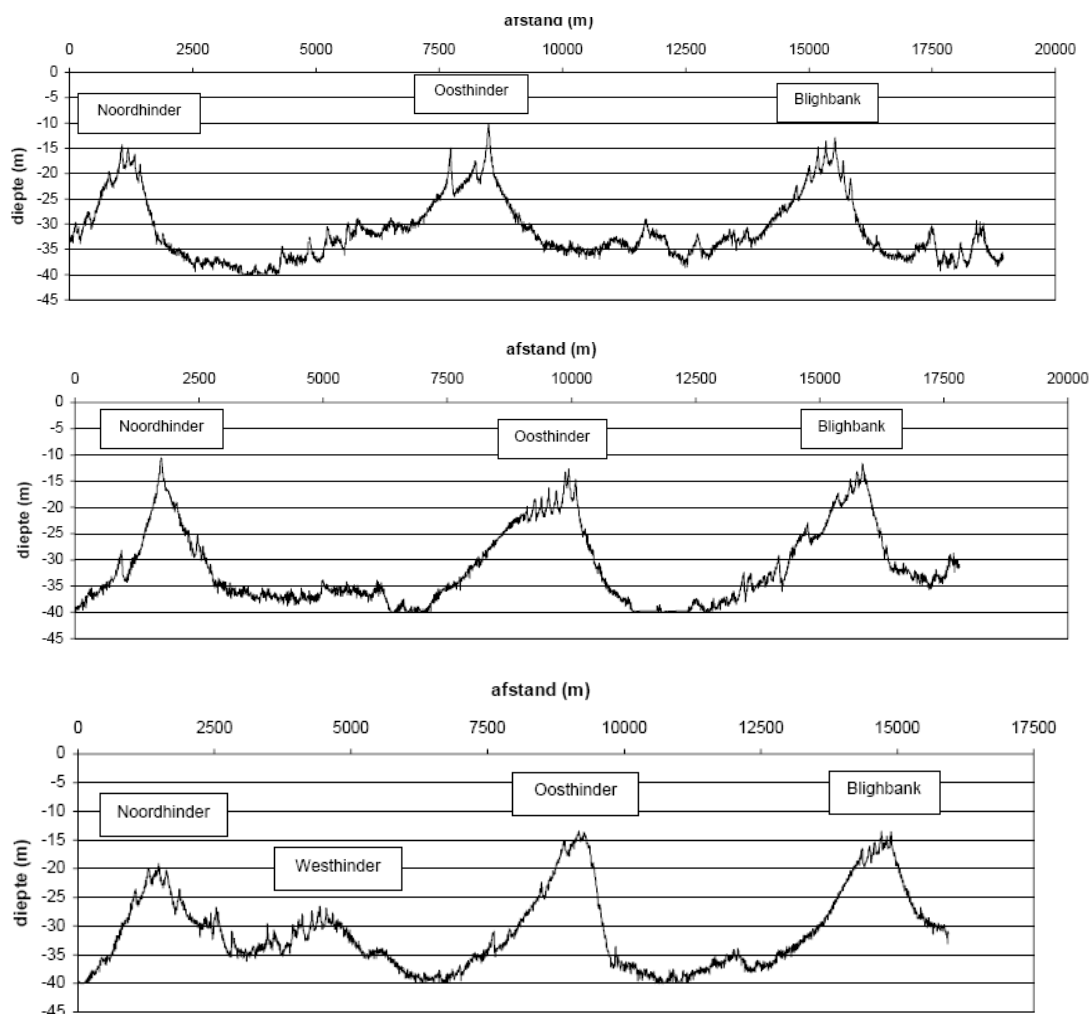 afstand (m)
0 2500 5000 7500 10000 12500 15000 17500 20000
0
-5
-10
-15
-20
-25
-30
-35
-40
-45
diepte (m)
Noordhinder
Oosthinder
Blighbank
afstand (m)
0 2500 5000 7500 10000 12500 15000 17500 20000
0
-5
-10
-15
-20
-25
-30
-35
-40
-45
diepte (m)
Noordhinder
Oosthinder
Blighbank
afstand (m)
0 2500 5000 7500 10000 12500 15000 17500
0
-5
-10
-15
-20
-25
-30
-35
-40
-45
diepte (m)
Noordhinder
Westhinder
Oosthinder
Blighbank